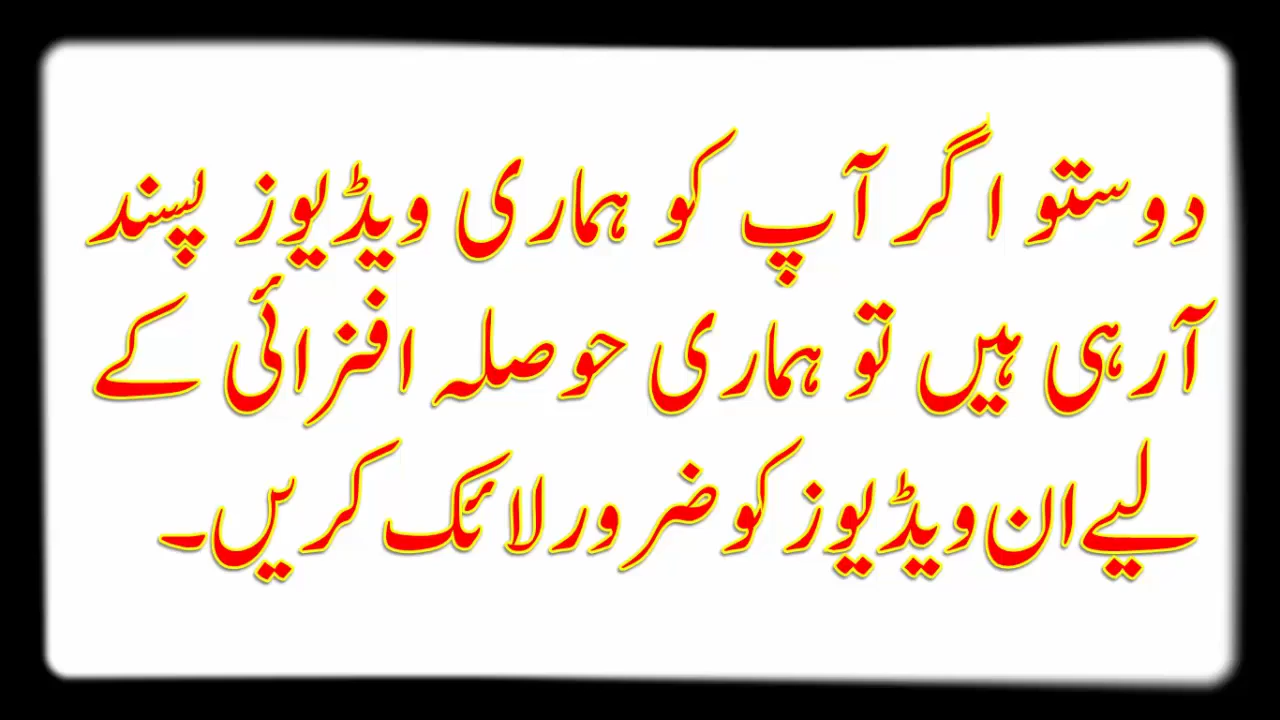 دوستو اگر آپ کو ہماری ویڈیوز پسند
آرہی ہیں تو ہماری حوصلہ افزائی کے
لیے ان ویڈیوز کو ضرور لائک کریں۔